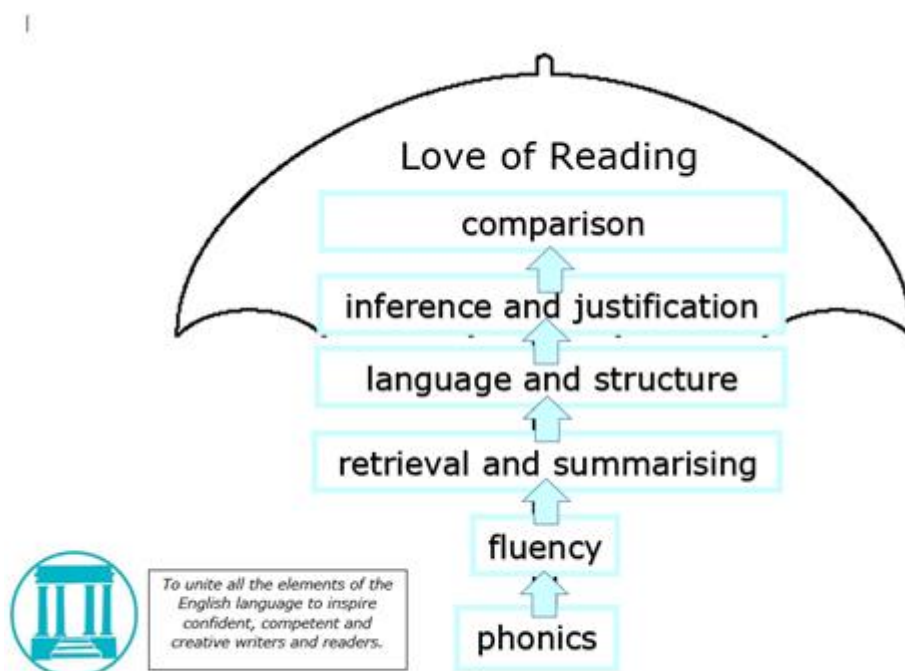 Love of Reading
comparison
inference and justification
language and structure
retrieval and summarising
fluency
phonics
To unite all the elements of the
English language to inspire
confident, competent and
creative writers and readers.